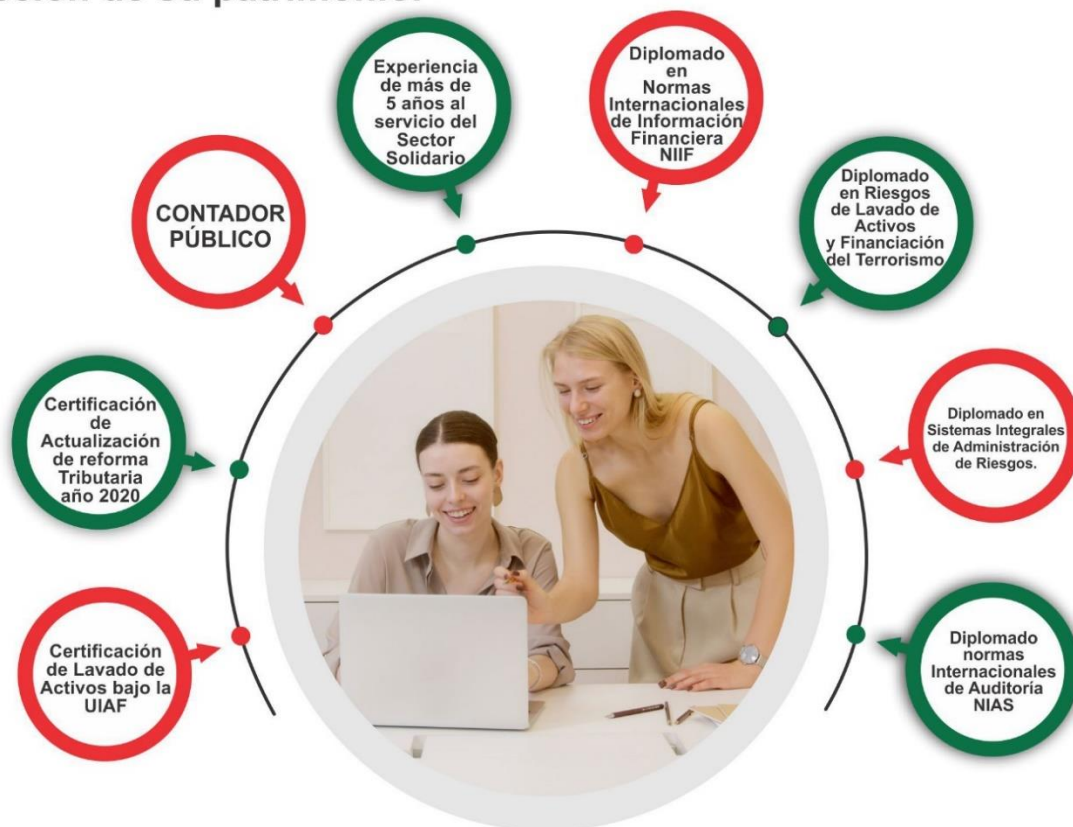 Experiencia
de más de
5 años al
servicio del
Sector
Solidario
Diplomado
en
Normas
Internacionales
de Información
Financiera
NIIF
CONTADOR
PÚBLICO
Diplomado
en Riesgos
de Lavado de
Activos
y Financiación
del Terrorismo
Certificación
de
Actualización
de reforma
Tributaria
año 2020
Diplomado en
Sistemas Integrales
de Administración
de Riesgos.
Certificación
de Lavado de
Activos bajo la
UIAF
Diplomado
normas
Internacionales
de Auditoría
NIAS